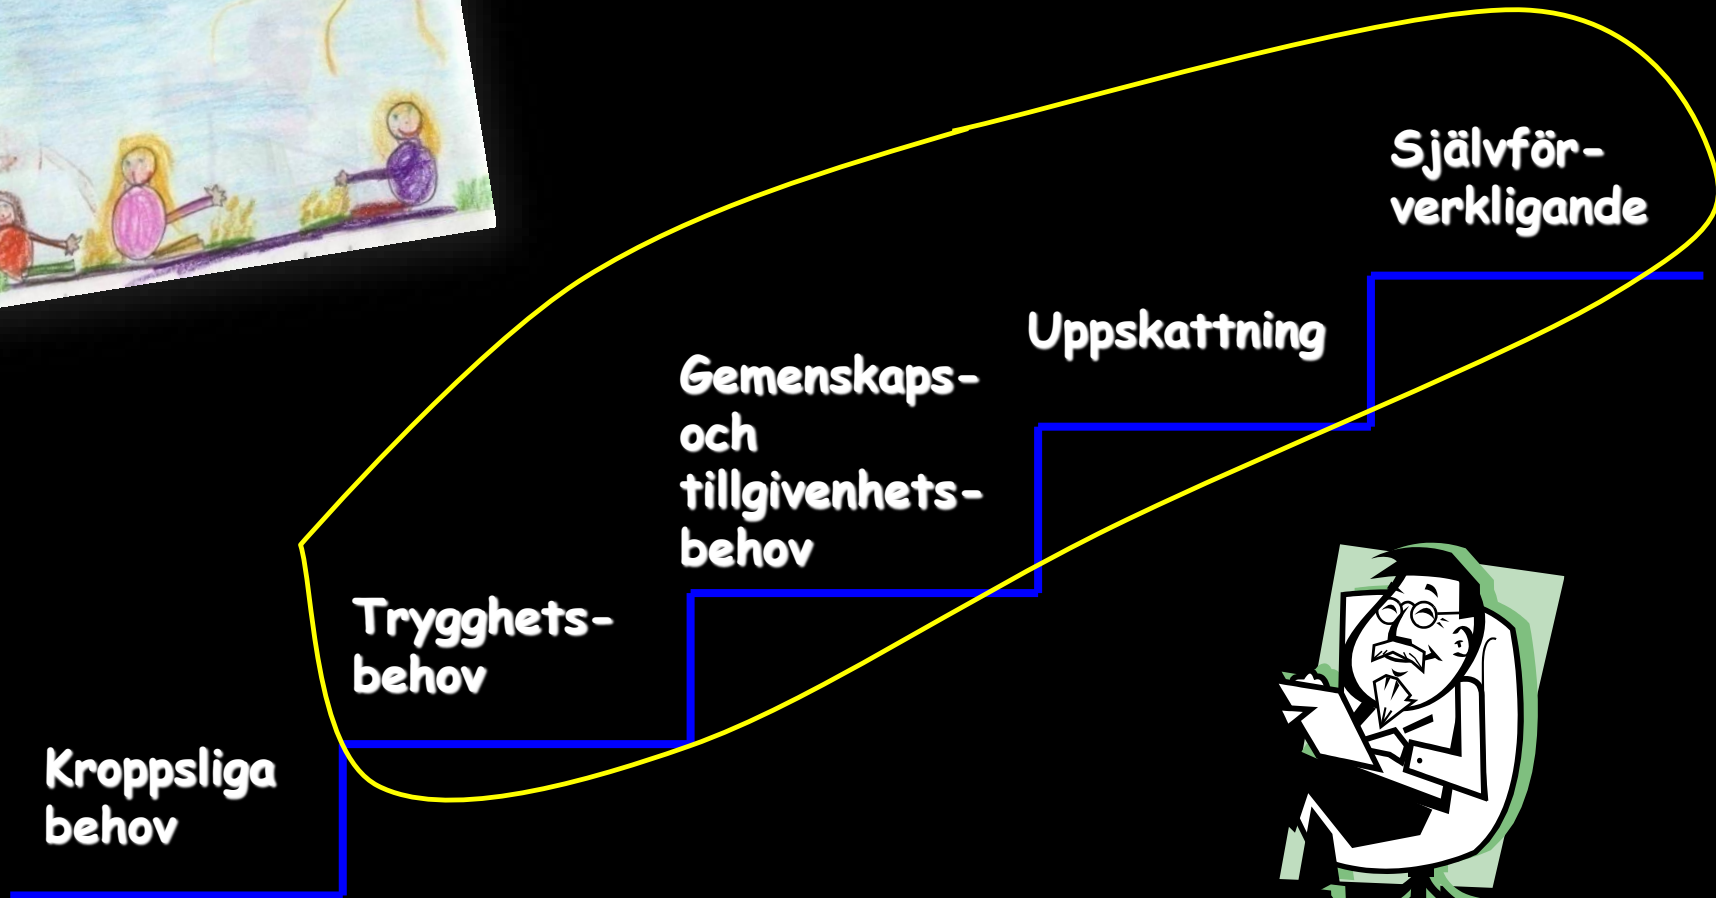 Självför-
verkligande
Uppskattning
Gemenskaps-
och
tillgivenhets-
behov
Trygghets-
behov
Kroppsliga
behov